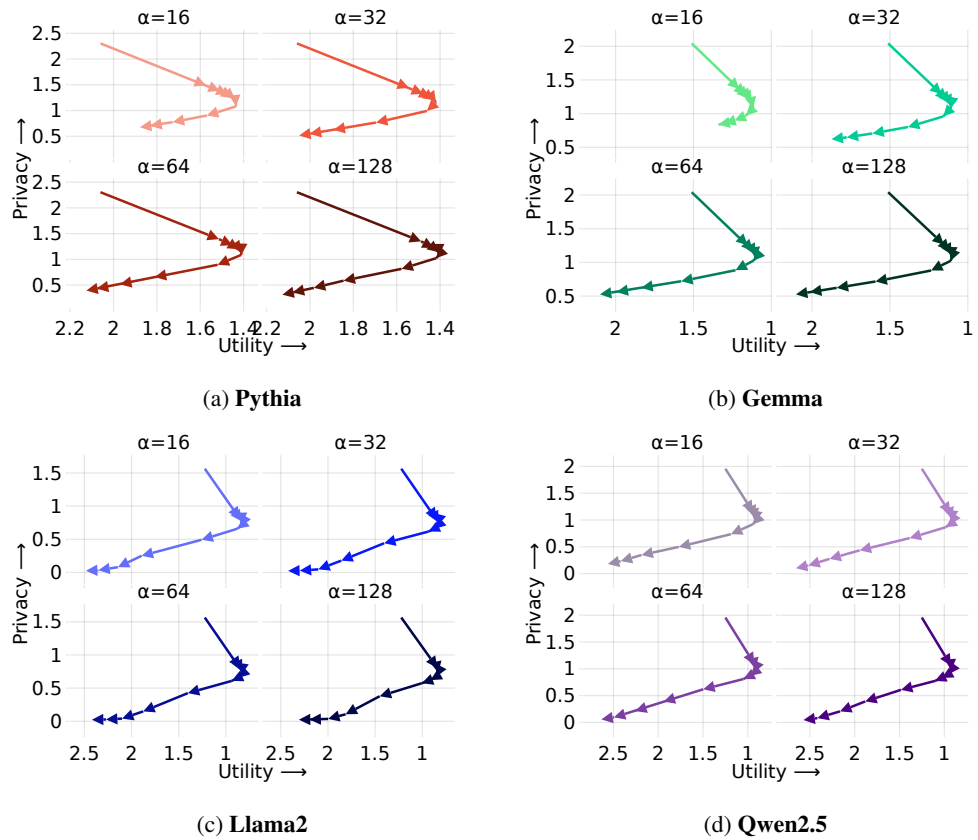 α=16
α=32
2.5
2
1.5
1
0.5
α=64
α=128
2.5
2
1.5
1
0.5
2.2
2
1.8
1.6
1.4
2.2
2
1.8
1.6
1.4
Privacy ⟶
Utility ⟶
(a) Pythia
α=16
α=32
2
1.5
1
0.5
α=64
α=128
2
1.5
1
0.5
2
1.5
1
2
1.5
1
Privacy ⟶
Utility ⟶
(b) Gemma
α=16
α=32
1.5
1
0.5
0
α=64
α=128
1.5
1
0.5
0
2.5
2
1.5
1
2.5
2
1.5
1
Privacy ⟶
Utility ⟶
(c) Llama2
α=16
α=32
2
1.5
1
0.5
0
α=64
α=128
2
1.5
1
0.5
0
2.5
2
1.5
1
2.5
2
1.5
1
Privacy ⟶
Utility ⟶
(d) Qwen2.5